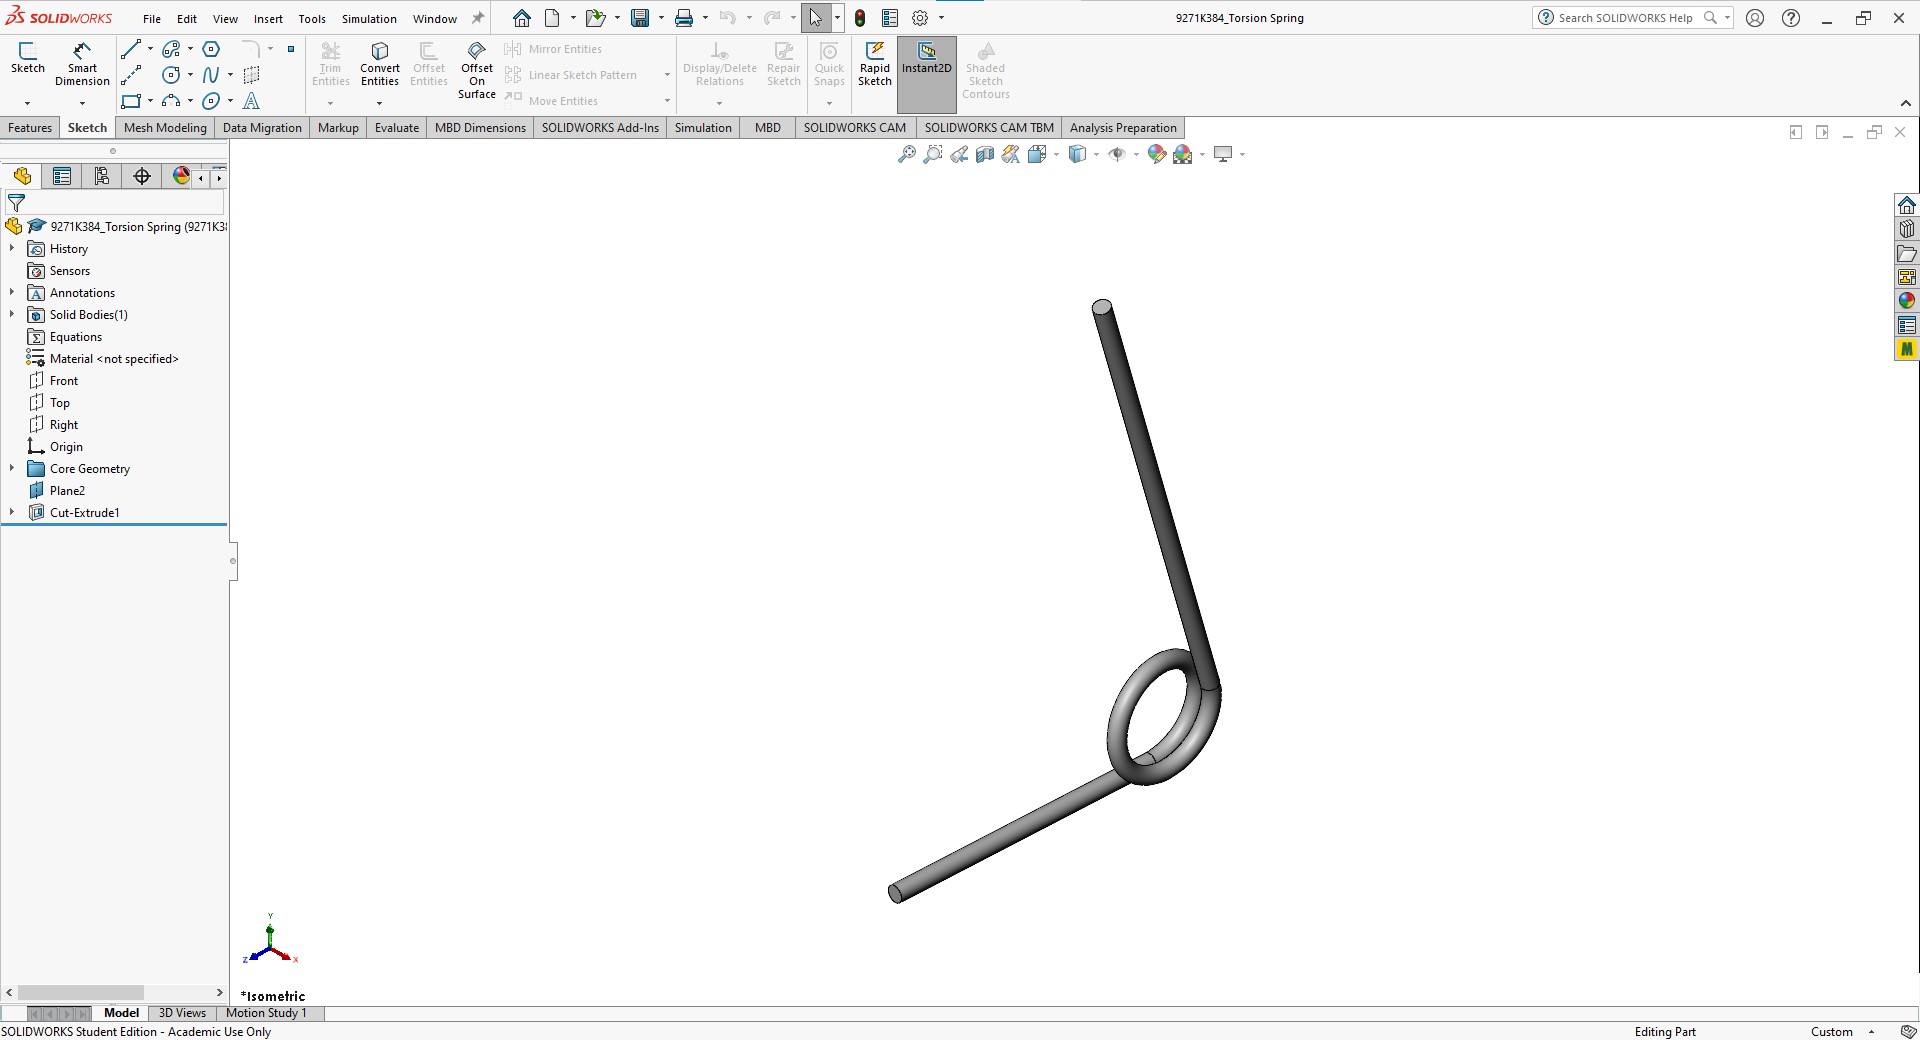 SOLIDWORKS File Edit View Insert Tools Simulation Window 9271K384_Torsion Spring Search SOLIDWORKS Help
Sketch Smart Dimension Trim Entities Convert Entities Offset Entities Offset On Surface Mirror Entities Linear Sketch Pattern Move Entities Display/Delete Relations Repair Sketch Quick Snaps Rapid Sketch Instant2D Shaded Sketch Contours
Features Sketch Mesh Modeling Data Migration Markup Evaluate MBD Dimensions SOLIDWORKS Add-Ins Simulation MBD SOLIDWORKS CAM SOLIDWORKS CAM TBM Analysis Preparation
9271K384_Torsion Spring (9271K38
History
Sensors
Annotations
Solid Bodies(1)
Equations
Material <not specified>
Front
Top
Right
Origin
Core Geometry
Plane2
Cut-Extrude1
M
Y
Z X
*Isometric
Model 3D Views Motion Study 1
SOLIDWORKS Student Edition - Academic Use Only Editing Part Custom